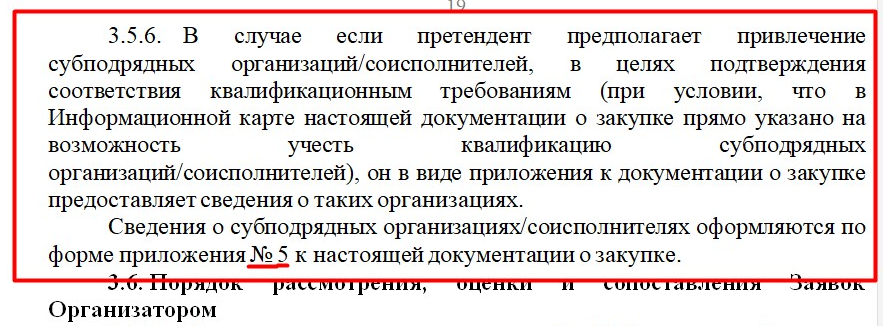 19
3.5.6. В случае если претендент предполагает привлечение
субподрядных организаций/соисполнителей, в целях подтверждения
соответствия квалификационным требованиям (при условии, что в
Информационной карте настоящей документации о закупке прямо указано на
возможность учесть квалификацию субподрядных
организаций/соисполнителей), он в виде приложения к документации о закупке
предоставляет сведения о таких организациях.
Сведения о субподрядных организациях/соисполнителях оформляются по
форме приложения № 5 к настоящей документации о закупке.
3.6. Порядок рассмотрения, оценки и сопоставления Заявок
Организатором